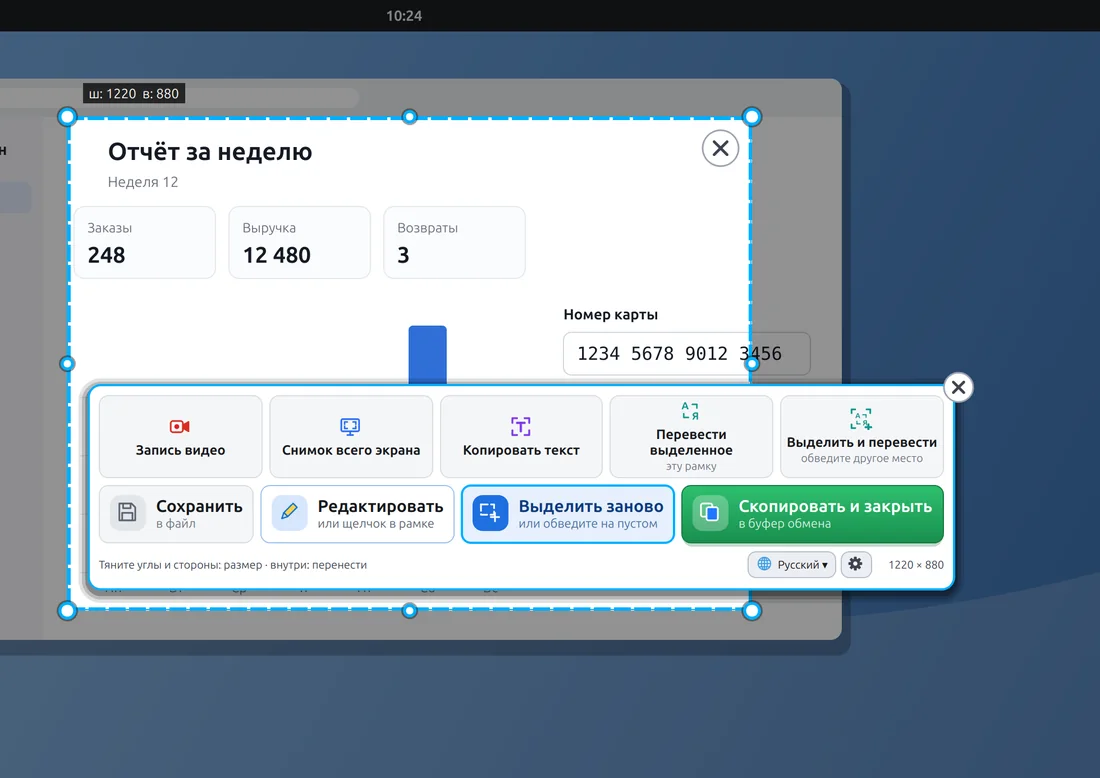 10:24
ш: 1220 в: 880
н
Отчёт за неделю
Неделя 12
Заказы
248
Выручка
12 480
Возвраты
3
Номер карты
1234 5678 9012 3456
Запись видео
Снимок всего экрана
Копировать текст
Перевести
выделенное
эту рамку
Выделить и перевести
обведите другое место
Сохранить
в файл
Редактировать
или щелчок в рамке
Выделить заново
или обведите на пустом
Скопировать и закрыть
в буфер обмена
Тяните углы и стороны: размер · внутри: перенести
Русский ▾
1220 × 880